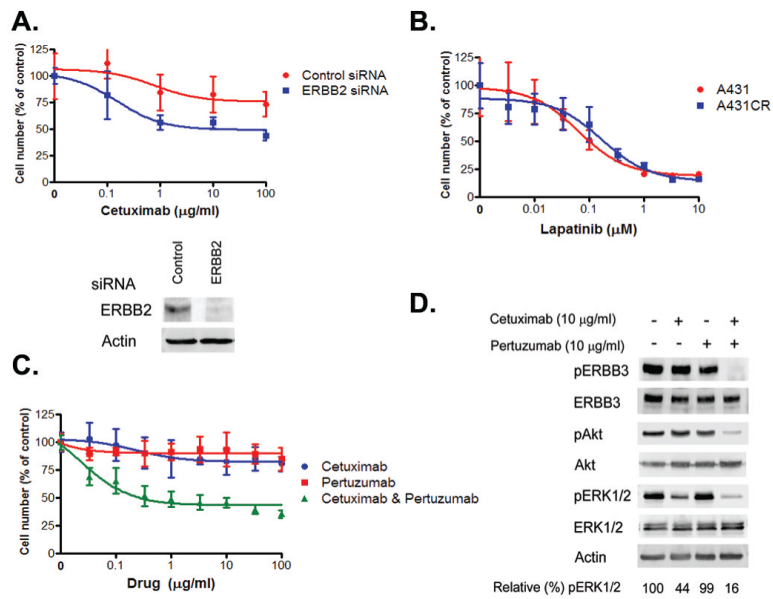 A.
Cell number (% of control)
125
100
75
50
25
0
0
0.1
1
10
100
Cetuximab (μg/ml)
Control siRNA
ERBB2 siRNA
siRNA
Control
ERBB2
ERBB2
Actin
B.
Cell number (% of control)
125
100
75
50
25
0
0
0.01
0.1
1
10
Lapatinib (μM)
A431
A431CR
C.
Cell number (% of control)
125
100
75
50
25
0
0
0.1
1
10
100
Drug (μg/ml)
Cetuximab
Pertuzumab
Cetuximab & Pertuzumab
D.
Cetuximab (10 μg/ml) - + - +
Pertuzumab (10 μg/ml) - - + +
pERBB3
ERBB3
pAkt
Akt
pERK1/2
ERK1/2
Actin
Relative (%) pERK1/2 100 44 99 16